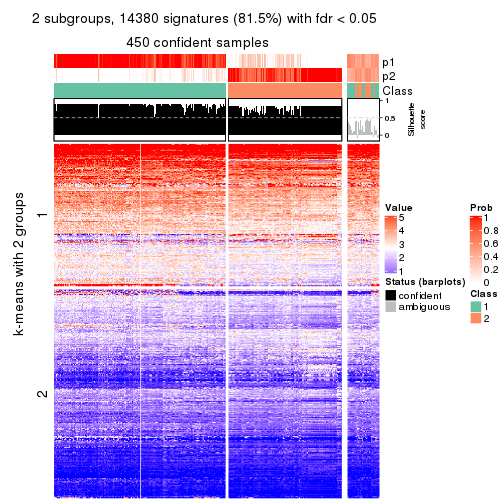 2 subgroups, 14380 signatures (81.5%) with fdr < 0.05
450 confident samples
p1
p2
Class
1
0.5
0
Silhouette
score
k-means with 2 groups
1
2
Value
5
4
3
2
1
Status (barplots)
confident
ambiguous
Prob
1
0.8
0.6
0.4
0.2
0
Class
1
2